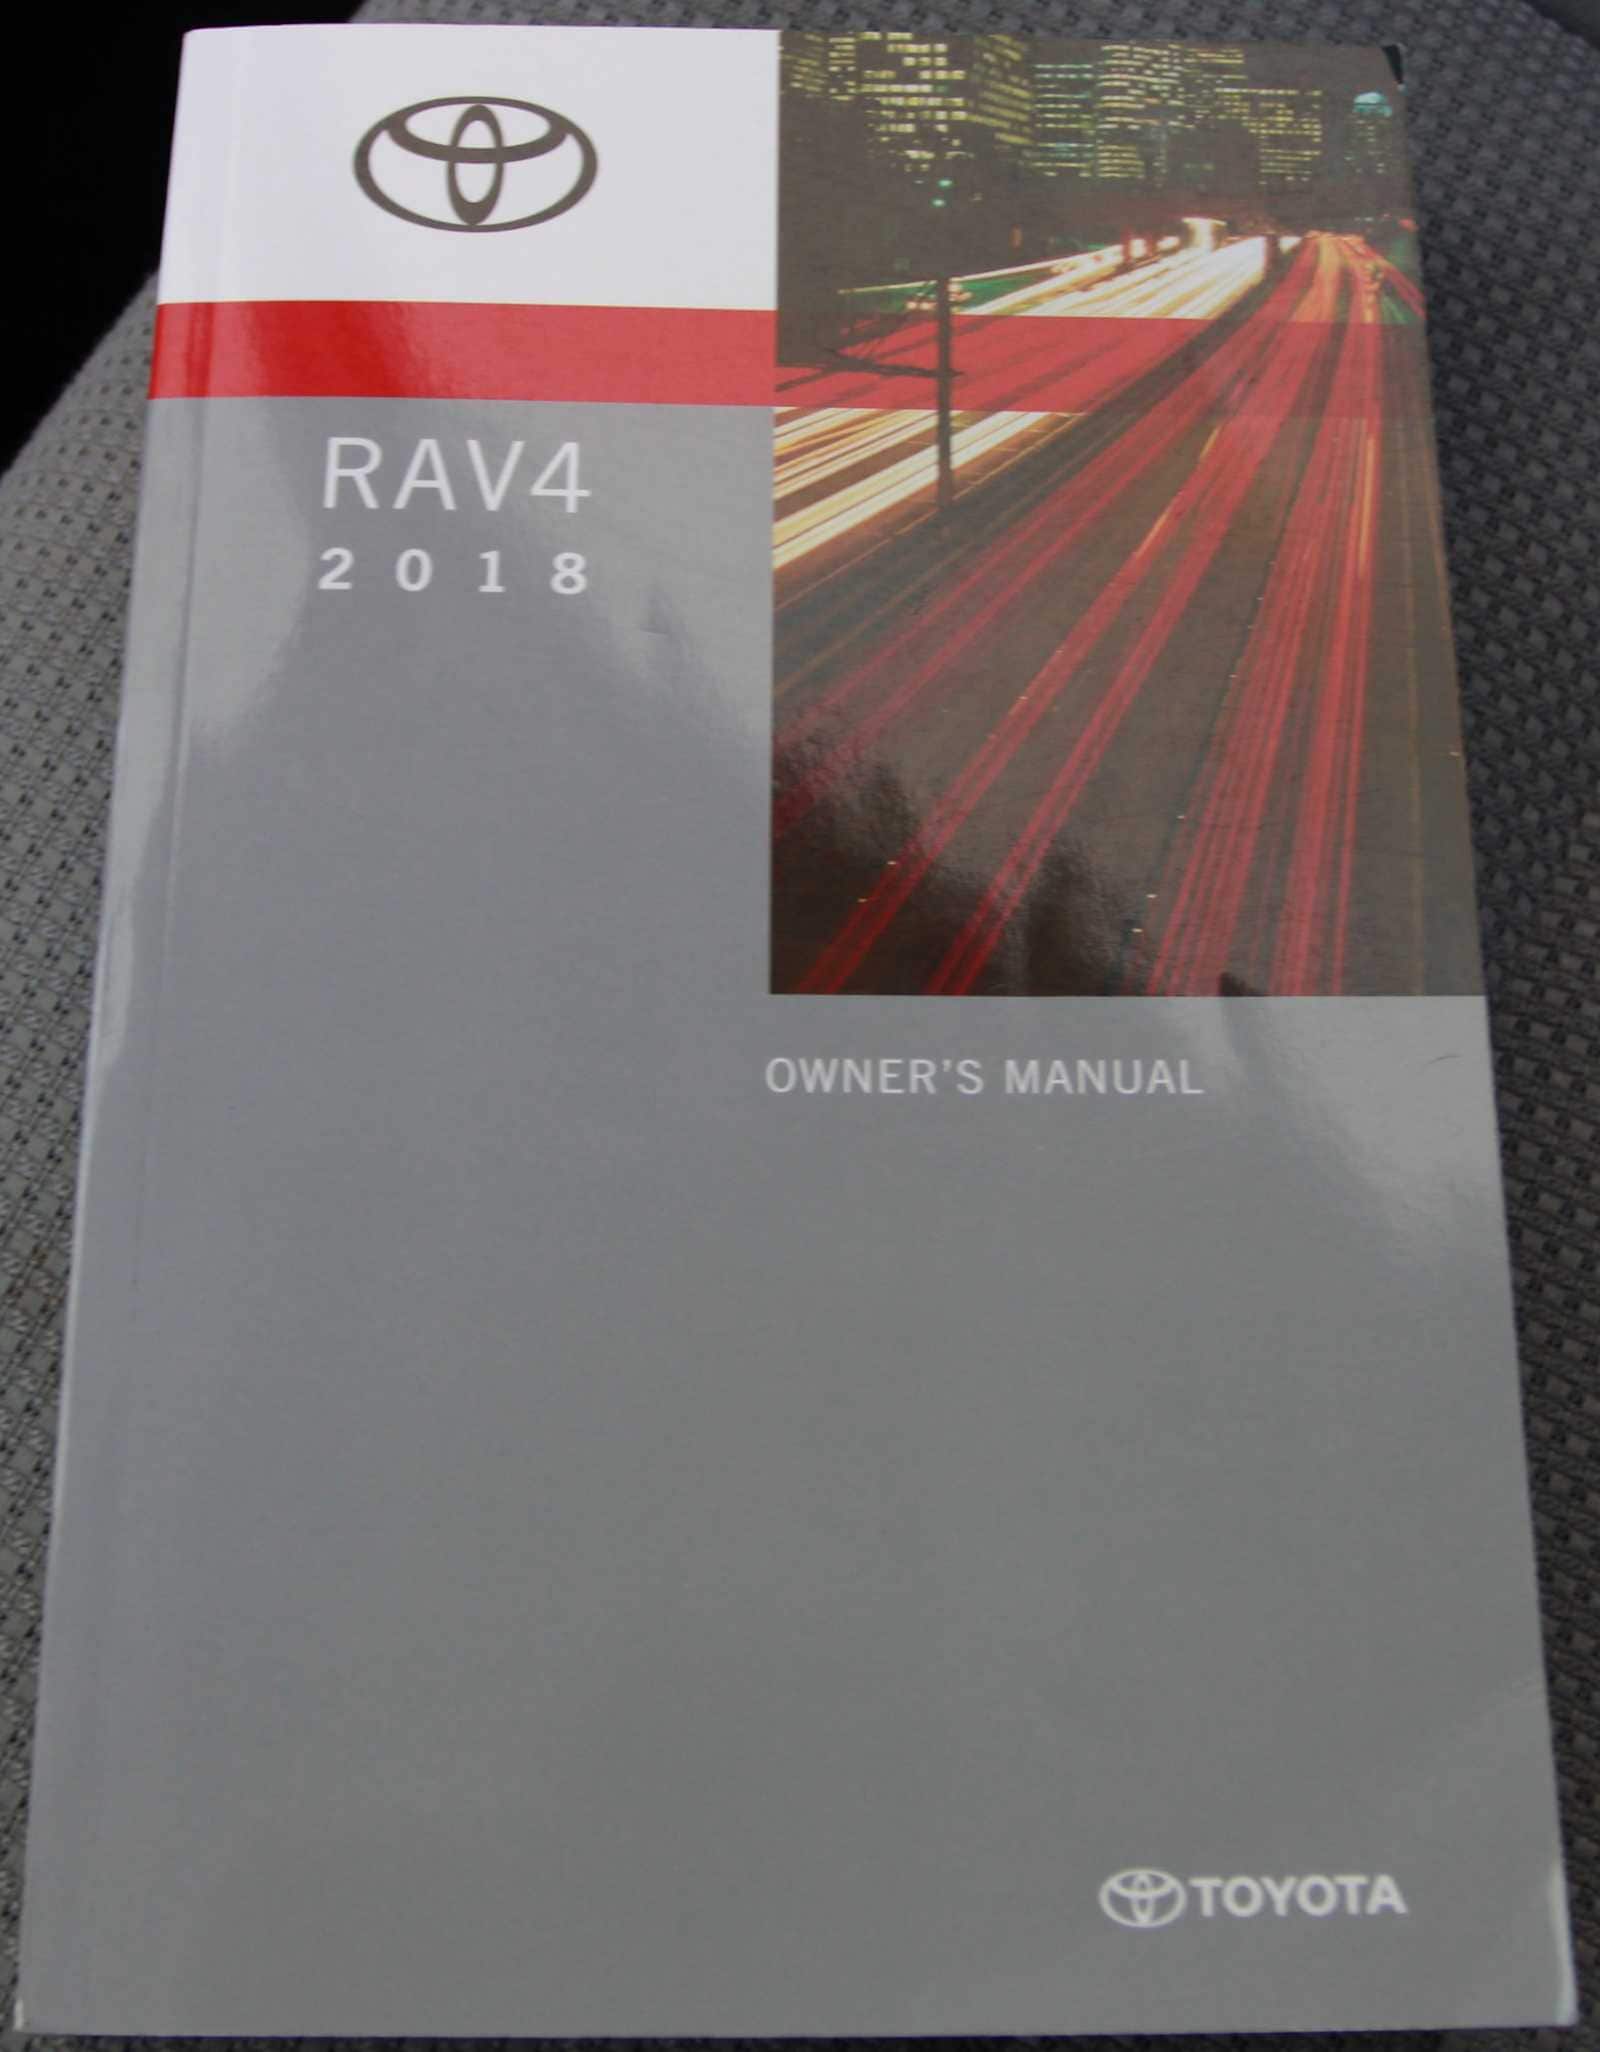 RAV4
2018
OWNER'S MANUAL
TOYOTA